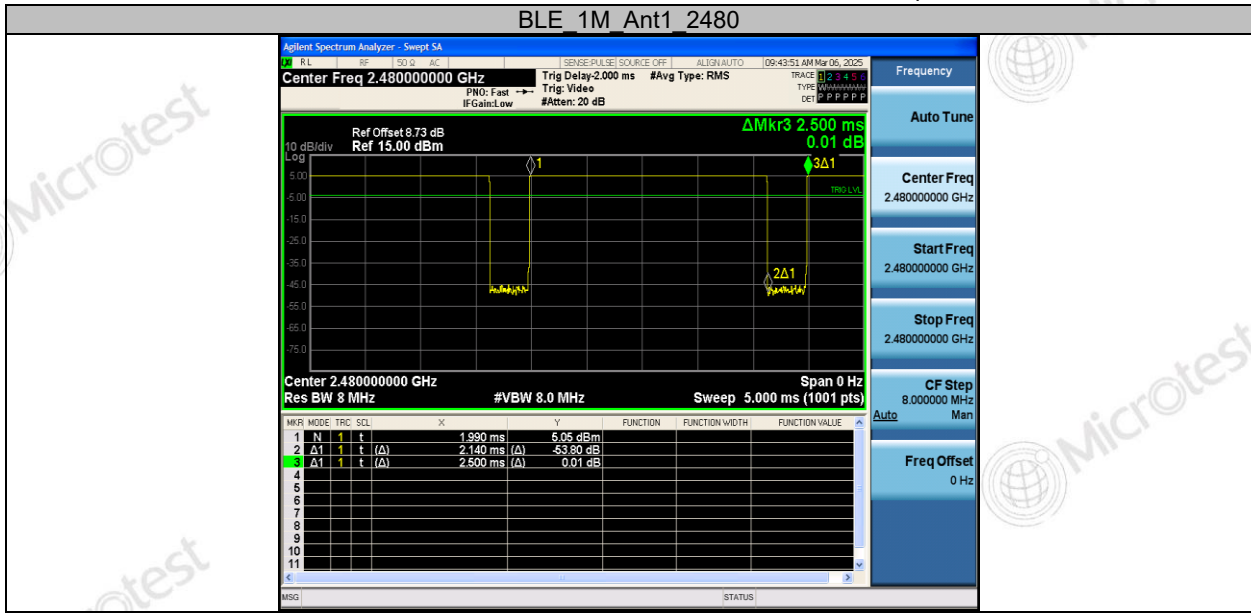 BLE_1M_Ant1_2480
Agilent Spectrum Analyzer - Swept SA
RL RF 50 Ω AC SENSE:PULSE SOURCE OFF ALIGN AUTO 09:43:51 AM Mar 06, 2025
Center Freq 2.480000000 GHz
PNO: Fast
IFGain:Low
Trig Delay-2.000 ms #Avg Type: RMS
Trig: Video
#Atten: 20 dB
TRACE 1 2 3 4 5 6
TYPE
DET P P P P P P
Frequency
Auto Tune
Center Freq
2.480000000 GHz
Start Freq
2.480000000 GHz
Stop Freq
2.480000000 GHz
CF Step
8.000000 MHz
Auto Man
Freq Offset
0 Hz
ΔMkr3 2.500 ms
0.01 dB
Ref Offset 8.73 dB
10 dB/div Ref 15.00 dBm
Log
1
3Δ1
5.00
TRIG LVL
-5.00
-15.0
-25.0
-35.0
2Δ1
-45.0
-55.0
-65.0
-75.0
Center 2.480000000 GHz Span 0 Hz
Res BW 8 MHz #VBW 8.0 MHz Sweep 5.000 ms (1001 pts)
MKR MODE TRC SCL X Y FUNCTION FUNCTION WIDTH FUNCTION VALUE
1 N 1 t 1.990 ms 5.05 dBm
2 Δ1 1 t (Δ) 2.140 ms (Δ) -53.80 dB
3 Δ1 1 t (Δ) 2.500 ms (Δ) 0.01 dB
4
5
6
7
8
9
10
11
MSG STATUS
Microtest
Microtest
Microtest